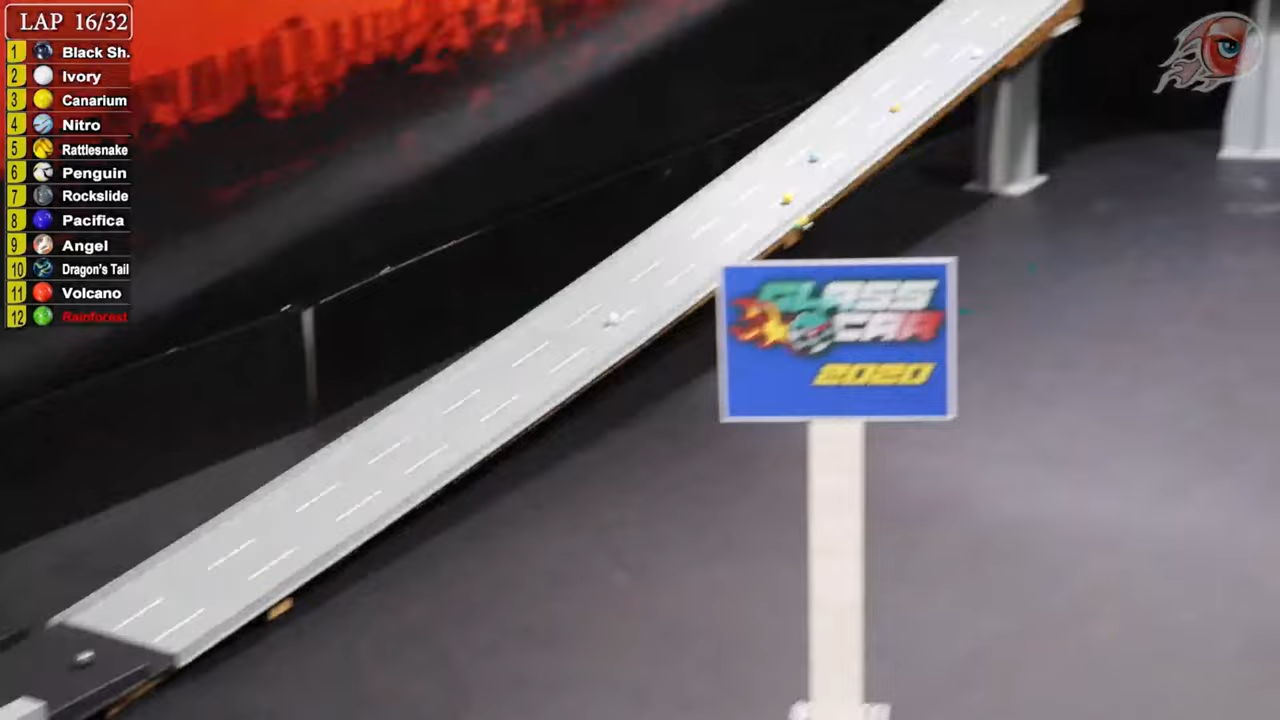 LAP 16/32
1 Black Sh.
2 Ivory
3 Canarium
4 Nitro
5 Rattlesnake
6 Penguin
7 Rockslide
8 Pacifica
9 Angel
10 Dragon's Tail
11 Volcano
12 Rainforest
GLASS
CAR
2020